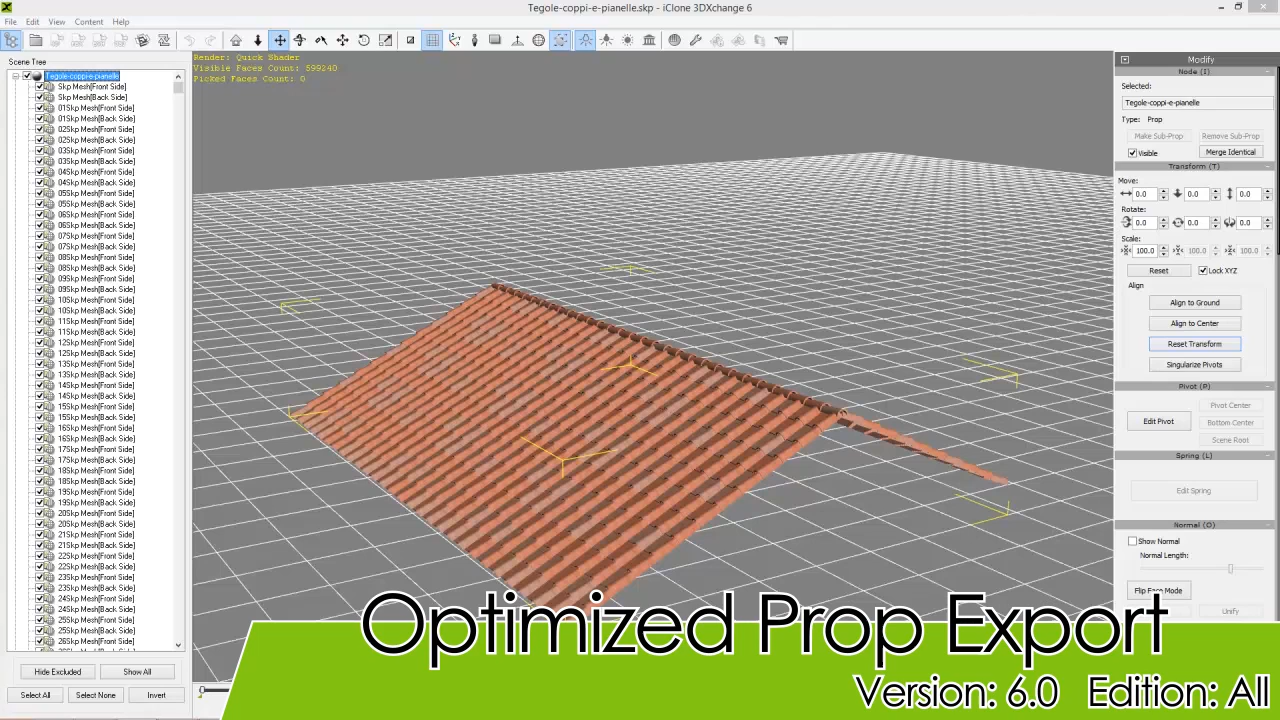 Tegole-coppi-e-pianelle.skp - iClone 3DXchange 6
File Edit View Content Help
Scene Tree
Tegole-coppi-e-pianelle
Skp Mesh[Front Side]
Skp Mesh[Back Side]
01Skp Mesh[Front Side]
01Skp Mesh[Back Side]
02Skp Mesh[Front Side]
02Skp Mesh[Back Side]
03Skp Mesh[Front Side]
03Skp Mesh[Back Side]
04Skp Mesh[Front Side]
04Skp Mesh[Back Side]
05Skp Mesh[Front Side]
05Skp Mesh[Back Side]
06Skp Mesh[Front Side]
06Skp Mesh[Back Side]
07Skp Mesh[Front Side]
07Skp Mesh[Back Side]
08Skp Mesh[Front Side]
08Skp Mesh[Back Side]
09Skp Mesh[Front Side]
09Skp Mesh[Back Side]
10Skp Mesh[Front Side]
10Skp Mesh[Back Side]
11Skp Mesh[Front Side]
11Skp Mesh[Back Side]
12Skp Mesh[Front Side]
12Skp Mesh[Back Side]
13Skp Mesh[Front Side]
13Skp Mesh[Back Side]
14Skp Mesh[Front Side]
14Skp Mesh[Back Side]
15Skp Mesh[Front Side]
15Skp Mesh[Back Side]
16Skp Mesh[Front Side]
16Skp Mesh[Back Side]
17Skp Mesh[Front Side]
17Skp Mesh[Back Side]
18Skp Mesh[Front Side]
18Skp Mesh[Back Side]
19Skp Mesh[Front Side]
19Skp Mesh[Back Side]
20Skp Mesh[Front Side]
20Skp Mesh[Back Side]
21Skp Mesh[Front Side]
21Skp Mesh[Back Side]
22Skp Mesh[Front Side]
22Skp Mesh[Back Side]
23Skp Mesh[Front Side]
23Skp Mesh[Back Side]
24Skp Mesh[Front Side]
24Skp Mesh[Back Side]
25Skp Mesh[Front Side]
25Skp Mesh[Back Side]
26Skp Mesh[Front Side]
Hide Excluded Show All
Select All Select None Invert
Render: Quick Shader
Visible Faces Count: 599240
Picked Faces Count: 0
Modify
Node (I)
Selected:
Tegole-coppi-e-pianelle
Type: Prop
Make Sub-Prop Remove Sub-Prop
Visible Merge Identical
Transform (T)
Move:
0.0 0.0 0.0
Rotate:
0.0 0.0 0.0
Scale:
100.0 100.0 100.0
Reset Lock XYZ
Align
Align to Ground
Align to Center
Reset Transform
Singularize Pivots
Pivot (P)
Pivot Center
Edit Pivot Bottom Center
Scene Root
Spring (L)
Edit Spring
Normal (O)
Show Normal
Normal Length:
Flip Face Mode
Unify
Optimized Prop Export
Version: 6.0 Edition: All